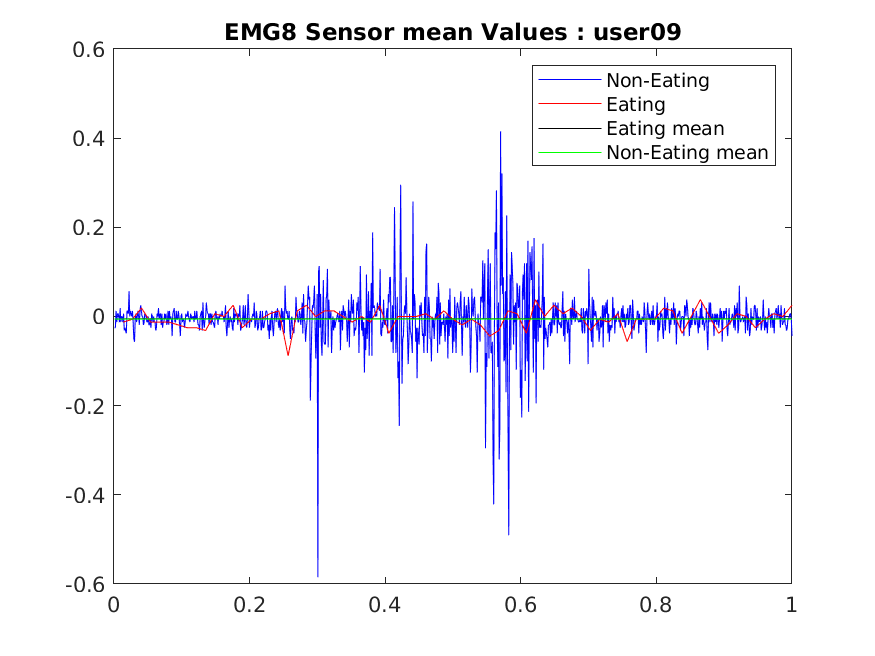 EMG8 Sensor mean Values : user09
0.6
0.4
0.2
0
-0.2
-0.4
-0.6
0
0.2
0.4
0.6
0.8
1
Non-Eating
Eating
Eating mean
Non-Eating mean